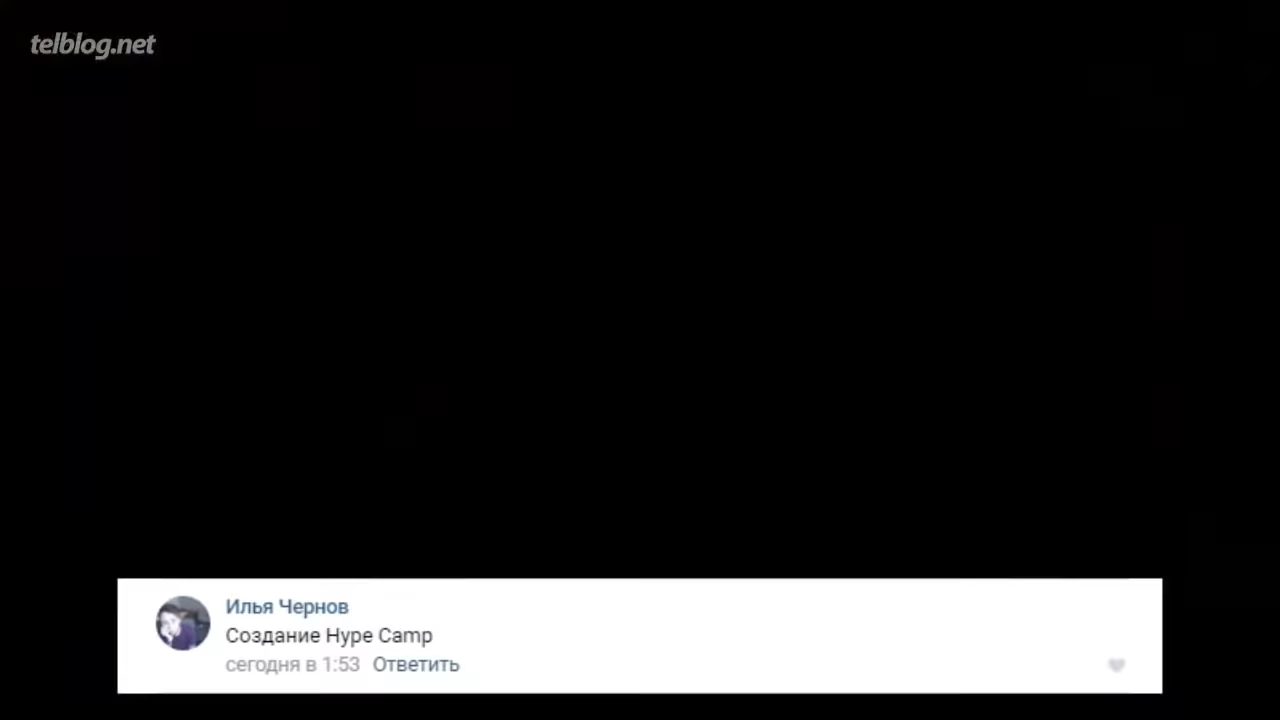 telblog.net
Илья Чернов
Создание Hype Camp
сегодня в 1:53 Ответить